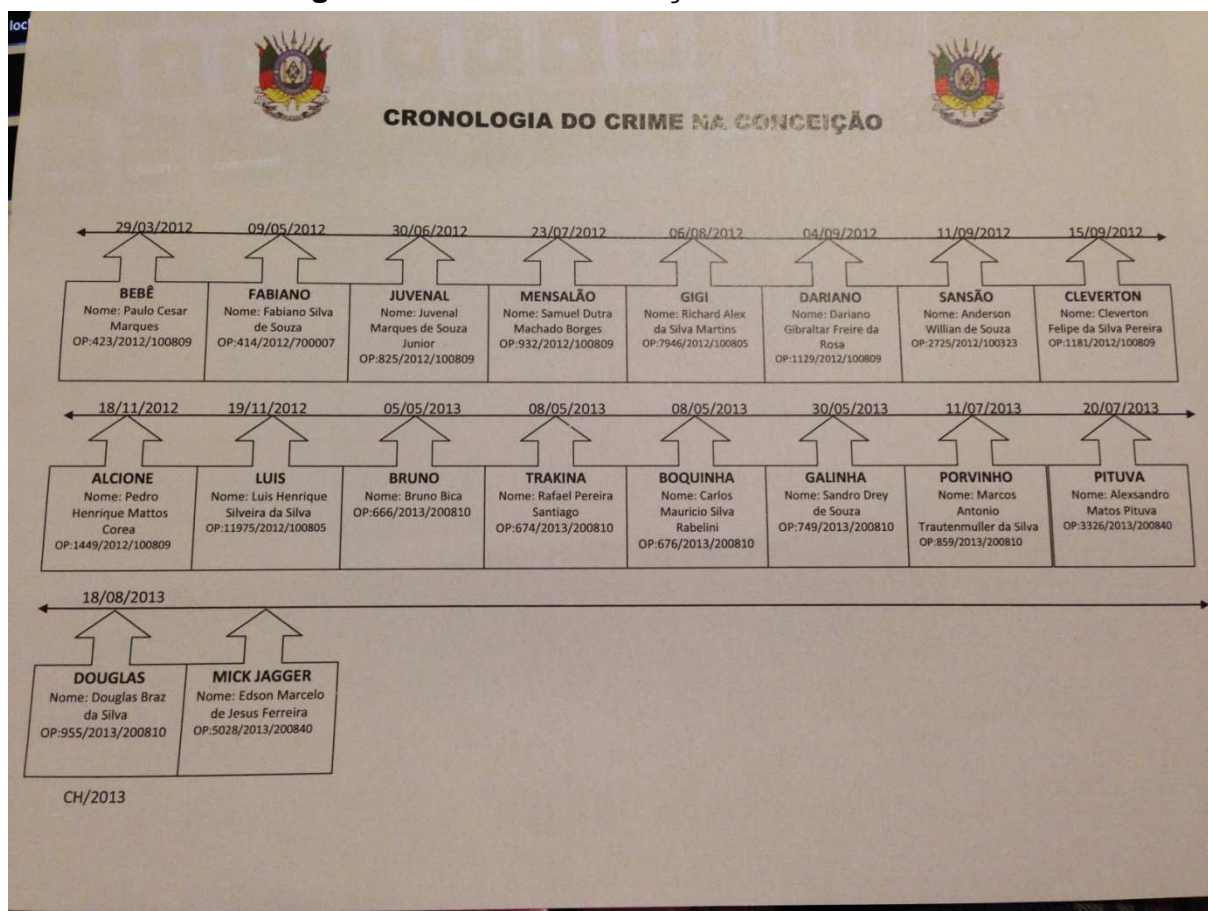 loc
CRONOLOGIA DO CRIME NA CONCEIÇÃO
29/03/2012 09/05/2012 30/06/2012 23/07/2012 06/08/2012 04/09/2012 11/09/2012 15/09/2012
BEBÊ
Nome: Paulo Cesar
Marques
OP:423/2012/100809
FABIANO
Nome: Fabiano Silva
de Souza
OP:414/2012/700007
JUVENAL
Nome: Juvenal
Marques de Souza
Junior
OP:825/2012/100809
MENSALÃO
Nome: Samuel Dutra
Machado Borges
OP:932/2012/100809
GIGI
Nome: Richard Alex
da Silva Martins
OP:7946/2012/100805
DARIANO
Nome: Dariano
Gibraltar Freire da
Rosa
OP:1129/2012/100809
SANSÃO
Nome: Anderson
Willian de Souza
OP:2725/2012/100323
CLEVERTON
Nome: Cleverton
Felipe da Silva Pereira
OP:1181/2012/100809
18/11/2012 19/11/2012 05/05/2013 08/05/2013 08/05/2013 30/05/2013 11/07/2013 20/07/2013
ALCIONE
Nome: Pedro
Henrique Mattos
Corea
OP:1449/2012/100809
LUIS
Nome: Luis Henrique
Silveira da Silva
OP:11975/2012/100805
BRUNO
Nome: Bruno Bica
OP:666/2013/200810
TRAKINA
Nome: Rafael Pereira
Santiago
OP:674/2013/200810
BOQUINHA
Nome: Carlos
Mauricio Silva
Rabelini
OP:676/2013/200810
GALINHA
Nome: Sandro Drey
de Souza
OP:749/2013/200810
PORVINHO
Nome: Marcos
Antonio
Trautenmuller da Silva
OP:859/2013/200810
PITUVA
Nome: Alexsandro
Matos Pituva
OP:3326/2013/200840
18/08/2013
DOUGLAS
Nome: Douglas Braz
da Silva
OP:955/2013/200810
MICK JAGGER
Nome: Edson Marcelo
de Jesus Ferreira
OP:5028/2013/200840
CH/2013